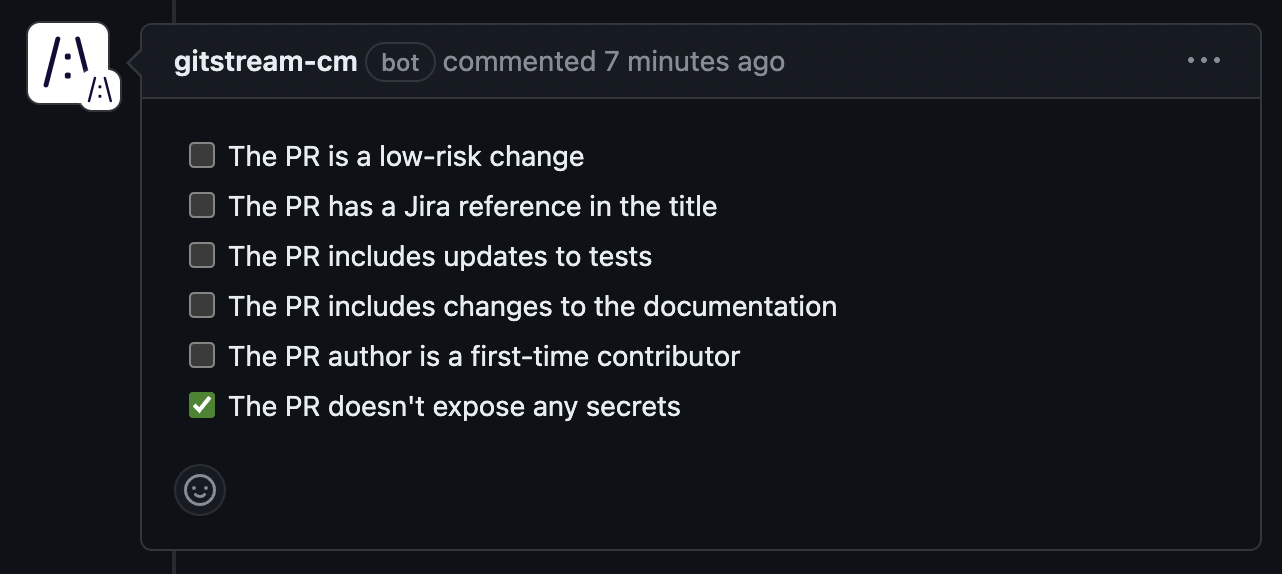 gitstream-cm bot commented 7 minutes ago
The PR is a low-risk change
The PR has a Jira reference in the title
The PR includes updates to tests
The PR includes changes to the documentation
The PR author is a first-time contributor
The PR doesn't expose any secrets